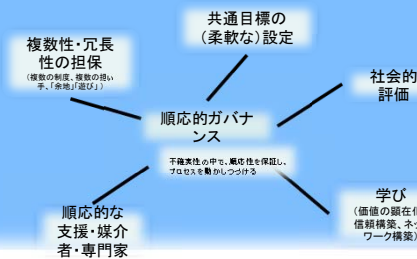 共通目標の
（柔軟な）設定
複数性・冗長
性の担保
（複数の制度、複数の担い
手、「余地」「遊び」）
社会的
評価
順応的ガバナ
ンス
不確実性の中で、順応性を保証し、
プロセスを動かしつづける
学び
（価値の顕在化
信頼構築、ネッ
ワーク構築）
順応的な
支援・媒介
者・専門家